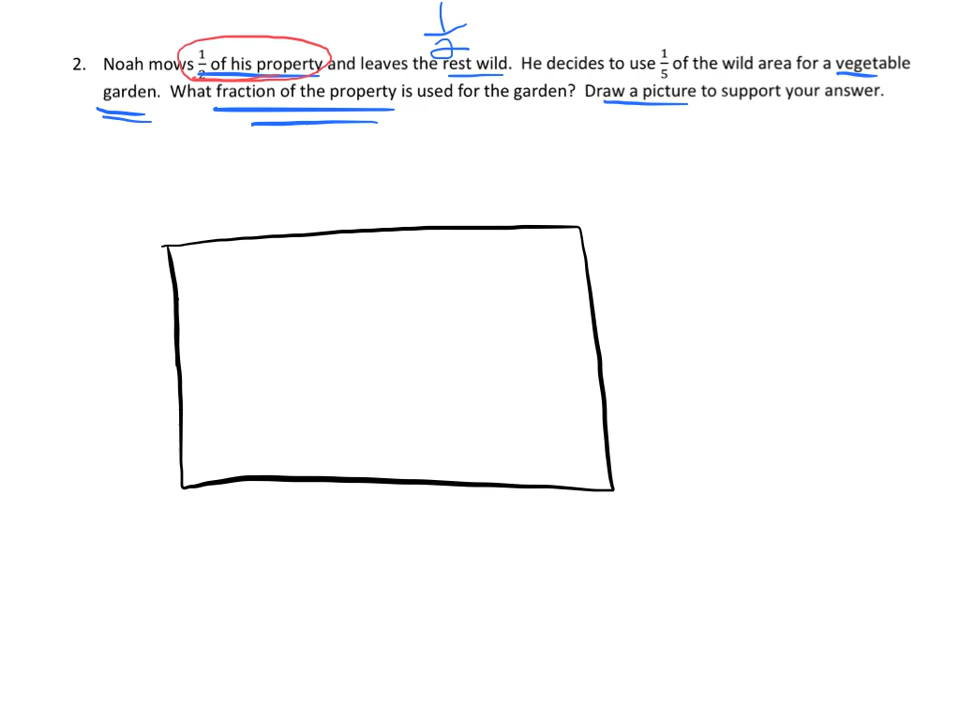 1/2
2. Noah mows 1/2 of his property and leaves the rest wild. He decides to use 1/5 of the wild area for a vegetable
garden. What fraction of the property is used for the garden? Draw a picture to support your answer.